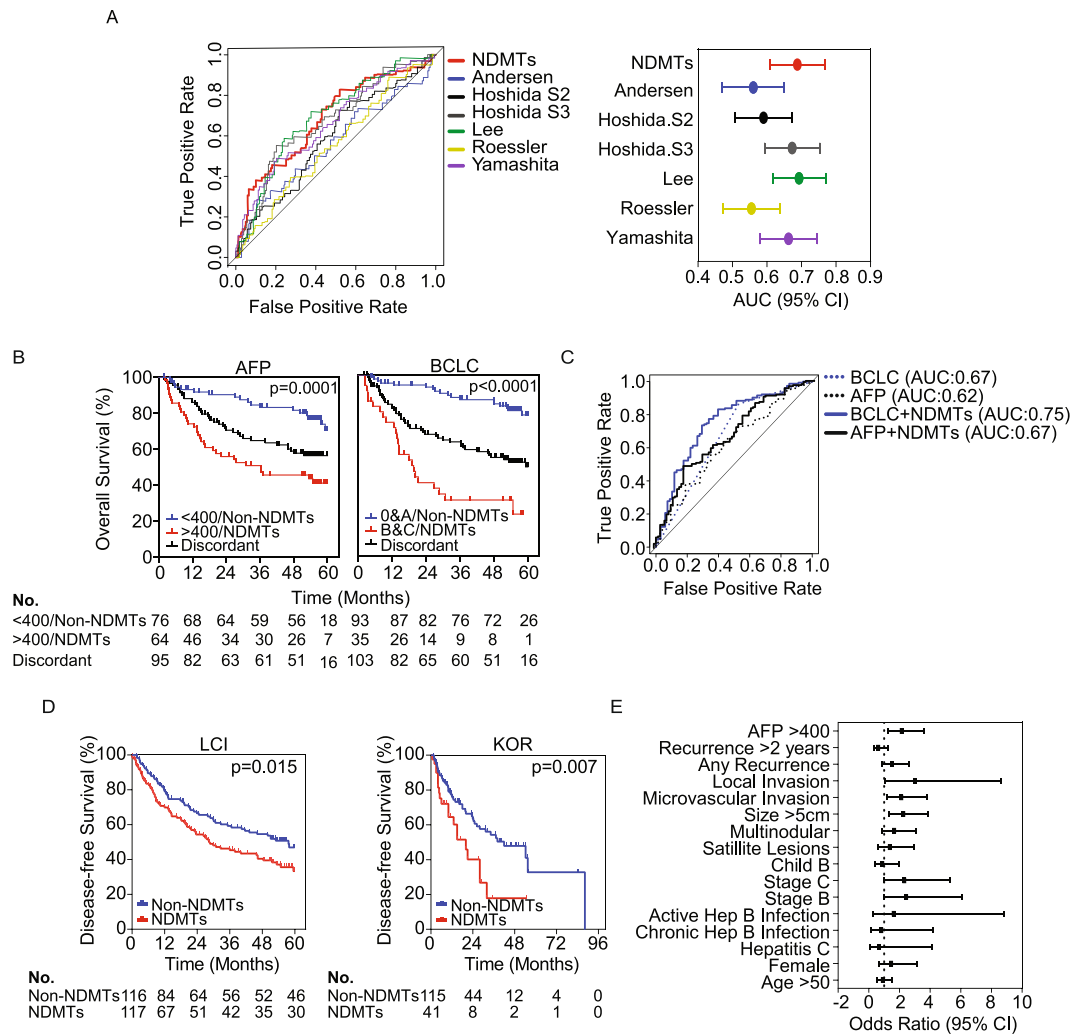 A
True Positive Rate
1.0
0.8
0.6
0.4
0.2
0.0
0.0 0.2 0.4 0.6 0.8 1.0
False Positive Rate
NDMTs
Andersen
Hoshida S2
Hoshida S3
Lee
Roessler
Yamashita
NDMTs
Andersen
Hoshida.S2
Hoshida.S3
Lee
Roessler
Yamashita
0.4 0.5 0.6 0.7 0.8 0.9
AUC (95% CI)
B
Overall Survival (%)
AFP
p=0.0001
100
80
60
40
20
0
<400/Non-NDMTs
>400/NDMTs
Discordant
0 12 24 36 48 60
BCLC
p<0.0001
0&A/Non-NDMTs
B&C/NDMTs
Discordant
0 12 24 36 48 60
Time (Months)
No.
<400/Non-NDMTs 76 68 64 59 56 18 93 87 82 76 72 26
>400/NDMTs 64 46 34 30 26 7 35 26 14 9 8 1
Discordant 95 82 63 61 51 16 103 82 65 60 51 16
C
True Positive Rate
1.0
0.8
0.6
0.4
0.2
0.0
0.0 0.2 0.4 0.6 0.8 1.0
False Positive Rate
BCLC (AUC:0.67)
AFP (AUC:0.62)
BCLC+NDMTs (AUC:0.75)
AFP+NDMTs (AUC:0.67)
D
Disease-free Survival (%)
LCI
p=0.015
100
80
60
40
20
0
Non-NDMTs
NDMTs
0 12 24 36 48 60
Time (Months)
No.
Non-NDMTs 116 84 64 56 52 46
NDMTs 117 67 51 42 35 30
Disease-free Survival (%)
KOR
p=0.007
100
80
60
40
20
0
Non-NDMTs
NDMTs
0 24 48 72 96
Time (Months)
No.
Non-NDMTs 115 44 12 4 0
NDMTs 41 8 2 1 0
E
AFP >400
Recurrence >2 years
Any Recurrence
Local Invasion
Microvascular Invasion
Size >5cm
Multinodular
Satillite Lesions
Child B
Stage C
Stage B
Active Hep B Infection
Chronic Hep B Infection
Hepatitis C
Female
Age >50
-2 0 2 4 6 8 10
Odds Ratio (95% CI)